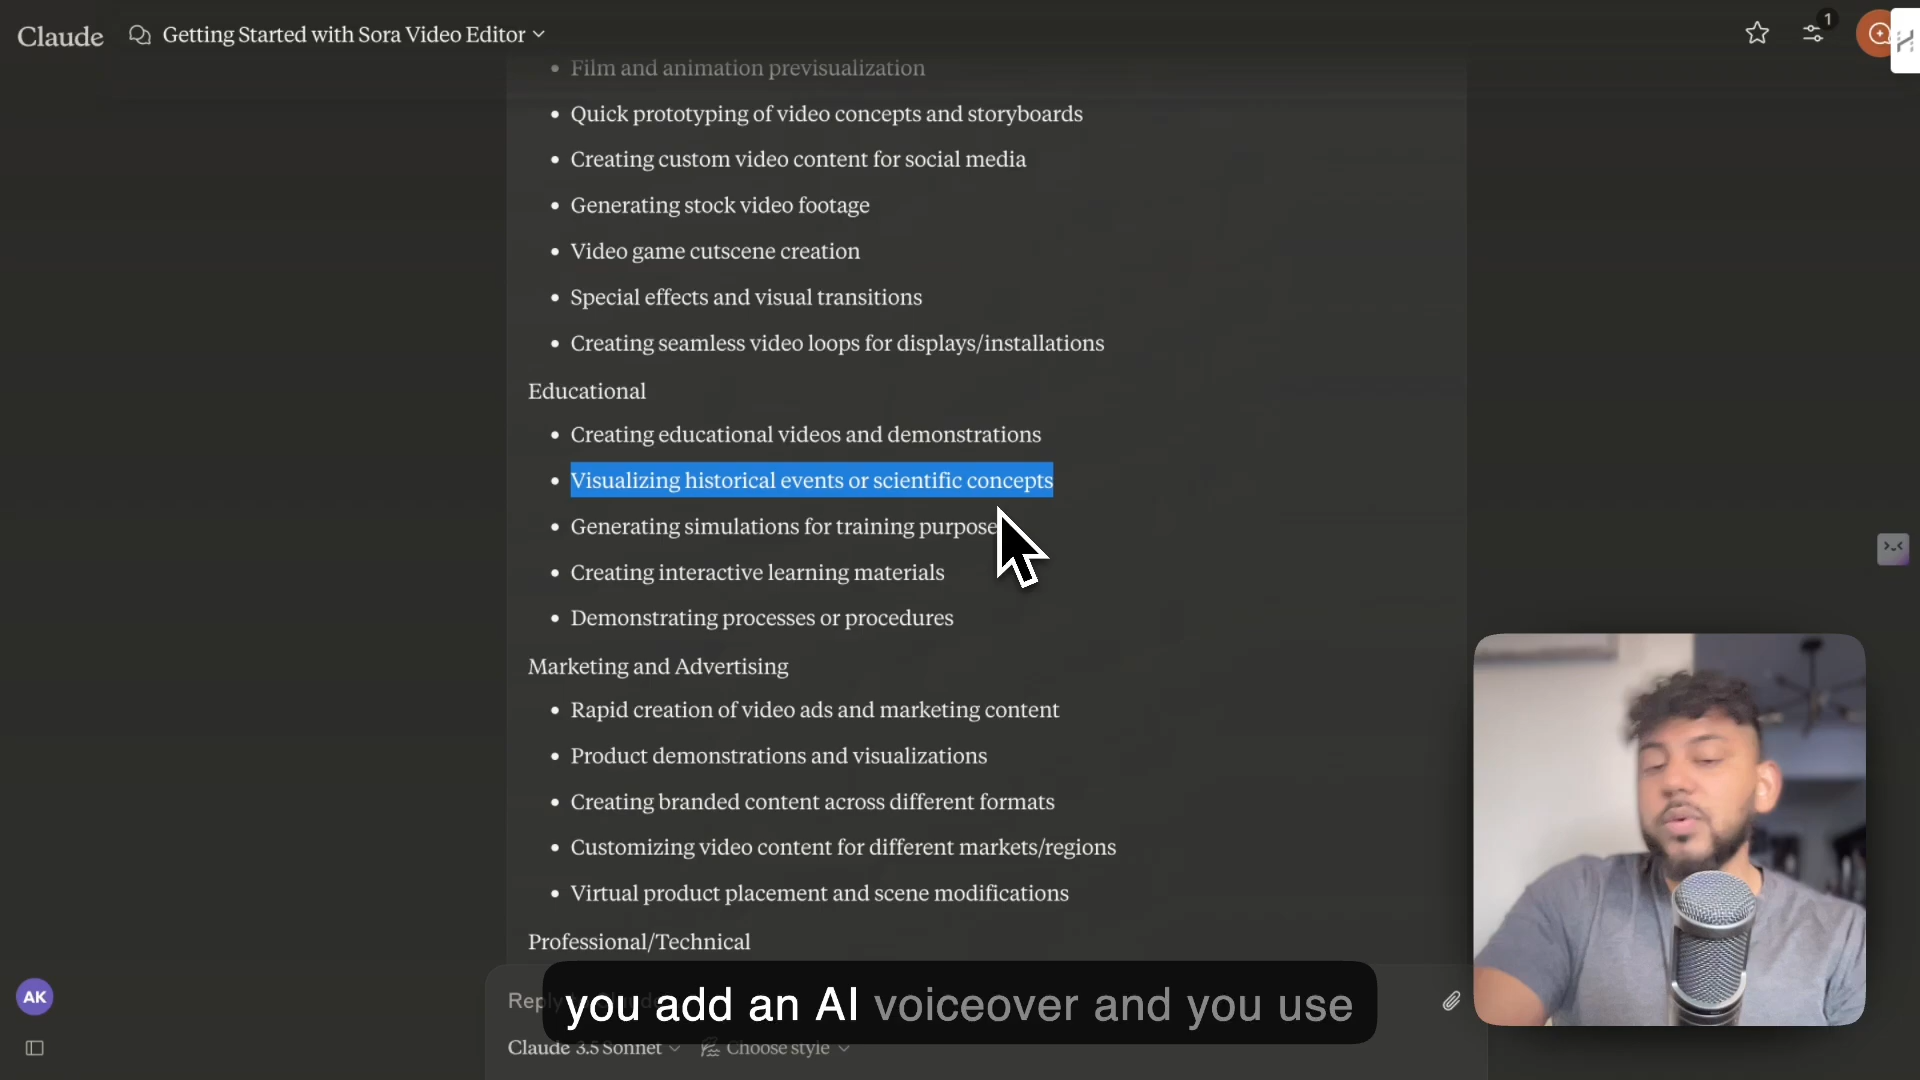 Claude
Getting Started with Sora Video Editor
1
Film and animation previsualization
Quick prototyping of video concepts and storyboards
Creating custom video content for social media
Generating stock video footage
Video game cutscene creation
Special effects and visual transitions
Creating seamless video loops for displays/installations
Educational
Creating educational videos and demonstrations
Visualizing historical events or scientific concepts
Generating simulations for training purpose
Creating interactive learning materials
Demonstrating processes or procedures
Marketing and Advertising
Rapid creation of video ads and marketing content
Product demonstrations and visualizations
Creating branded content across different formats
Customizing video content for different markets/regions
Virtual product placement and scene modifications
Professional/Technical
AK
you add an AI voiceover and you use
Claude 3.5 Sonnet Choose style